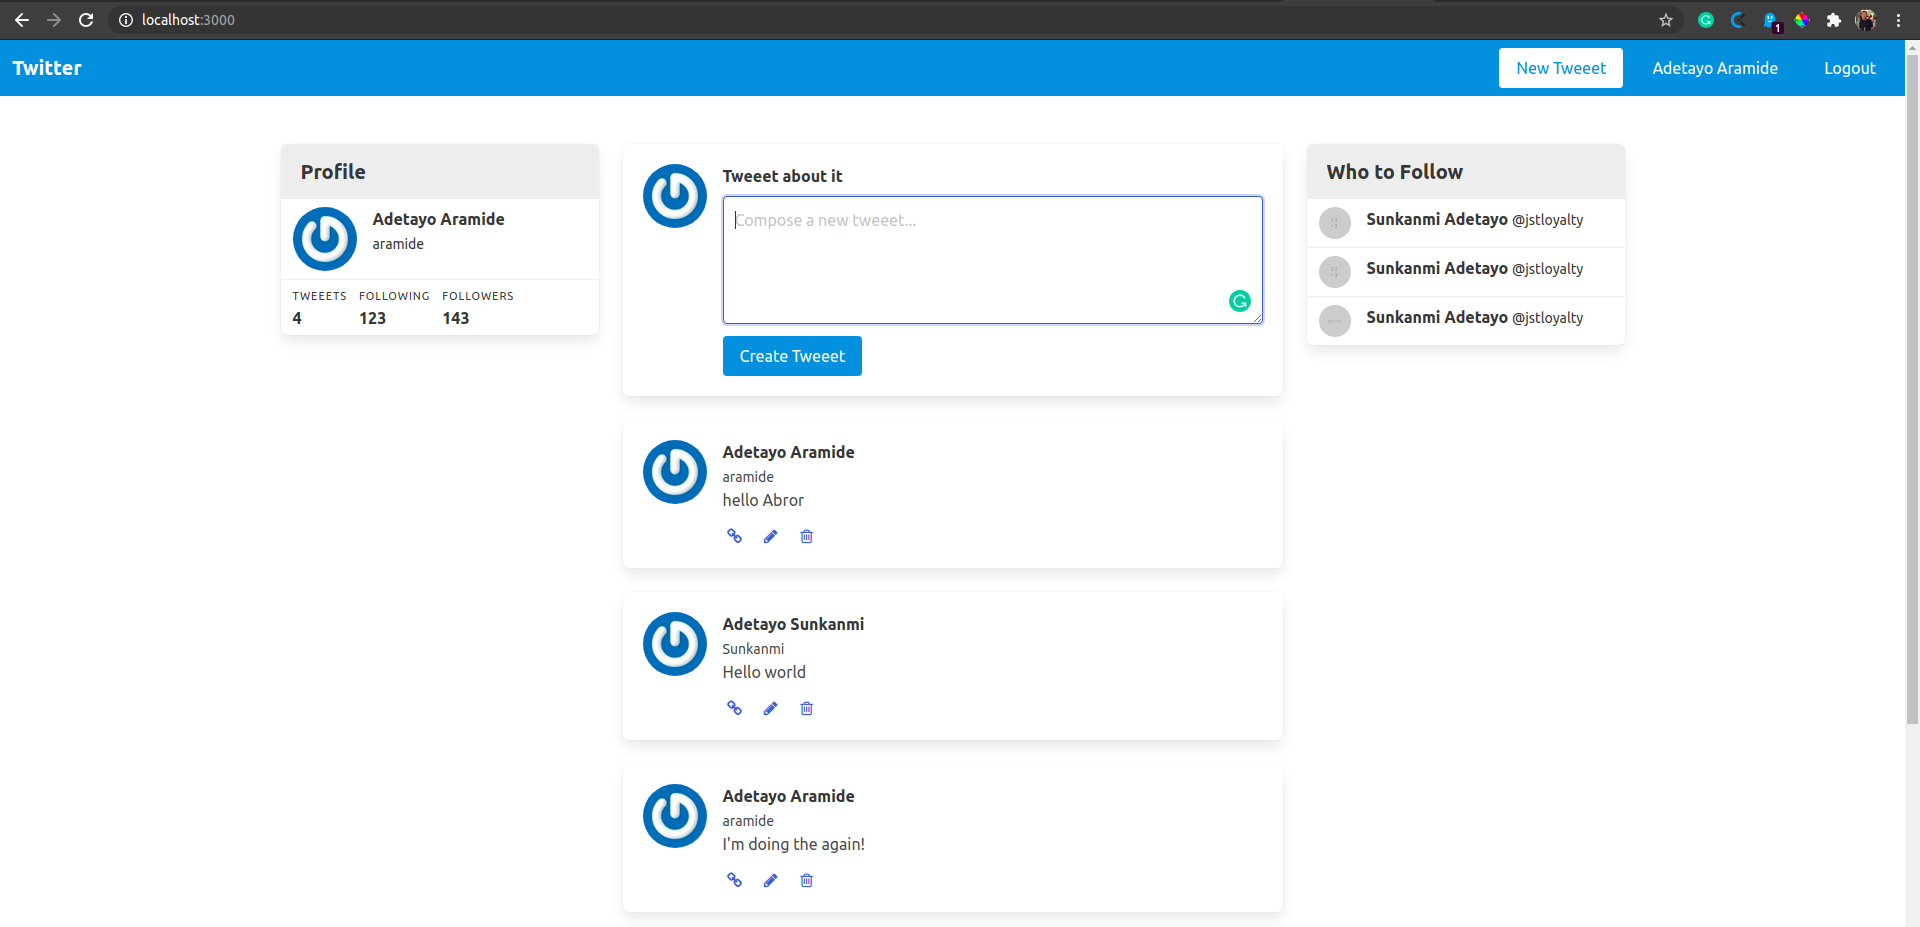 localhost:3000
1
Twitter
New Tweeet
Adetayo Aramide
Logout
Profile
Adetayo Aramide
aramide
TWEEETS FOLLOWING FOLLOWERS
4 123 143
Tweeet about it
Compose a new tweeet...
Create Tweeet
Adetayo Aramide
aramide
hello Abror
Adetayo Sunkanmi
Sunkanmi
Hello world
Adetayo Aramide
aramide
I'm doing the again!
Who to Follow
Sunkanmi Adetayo @jstloyalty
Sunkanmi Adetayo @jstloyalty
Sunkanmi Adetayo @jstloyalty